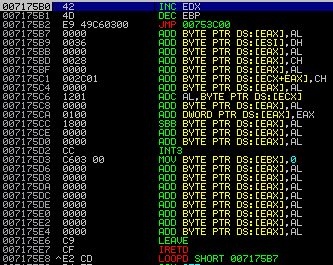 007175B0 42 INC EDX
007175B1 4D DEC EBP
007175B2 E9 49C60300 JMP 00753C00
007175B7 0000 ADD BYTE PTR DS:[EAX],AL
007175B9 0036 ADD BYTE PTR DS:[ESI],DH
007175BB 0000 ADD BYTE PTR DS:[EAX],AL
007175BD 0028 ADD BYTE PTR DS:[EAX],CH
007175BF 0000 ADD BYTE PTR DS:[EAX],AL
007175C1 002C01 ADD BYTE PTR DS:[ECX+EAX],CH
007175C4 0000 ADD BYTE PTR DS:[EAX],AL
007175C6 1201 ADC AL,BYTE PTR DS:[ECX]
007175C8 0000 ADD BYTE PTR DS:[EAX],AL
007175CA 0100 ADD DWORD PTR DS:[EAX],EAX
007175CC 1800 SBB BYTE PTR DS:[EAX],AL
007175CE 0000 ADD BYTE PTR DS:[EAX],AL
007175D0 0000 ADD BYTE PTR DS:[EAX],AL
007175D2 CC INT3
007175D3 C603 00 MOV BYTE PTR DS:[EBX],0
007175D6 0000 ADD BYTE PTR DS:[EAX],AL
007175D8 0000 ADD BYTE PTR DS:[EAX],AL
007175DA 0000 ADD BYTE PTR DS:[EAX],AL
007175DC 0000 ADD BYTE PTR DS:[EAX],AL
007175DE 0000 ADD BYTE PTR DS:[EAX],AL
007175E0 0000 ADD BYTE PTR DS:[EAX],AL
007175E2 0000 ADD BYTE PTR DS:[EAX],AL
007175E4 0000 ADD BYTE PTR DS:[EAX],AL
007175E6 C9 LEAVE
007175E7 CF IRETD
007175E8 ^E2 CD LOOPD SHORT 007175B7